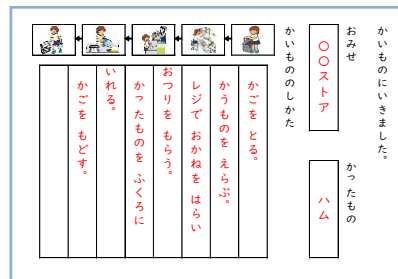 かいものにいきました。
おみせ
〇〇ストア
かったもの
ハム
かいもののしかた
かごを とる。
かうものを えらぶ。
レジで おかねを はらい
おつりを もらう。
かったものを ふくろに
いれる。
かごを もどす。